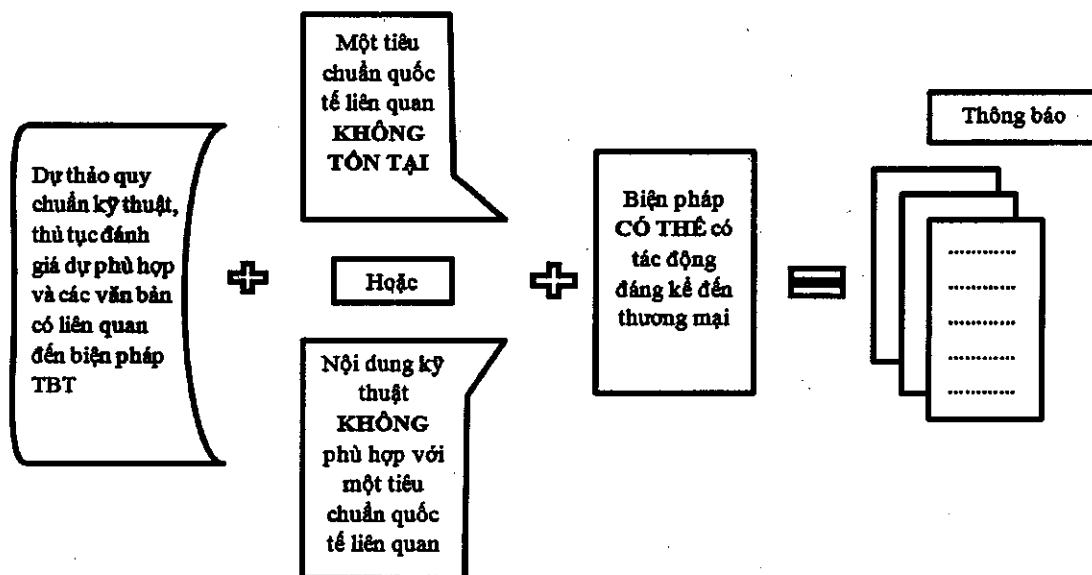 Dự thảo quy
chuẩn kỹ thuật,
thủ tục đánh
giá dự phù hợp
và các văn bản
có liên quan
đến biện pháp
TBT
Một tiêu
chuẩn quốc
tế liên quan
KHÔNG
TỒN TẠI
Hoặc
Nội dung kỹ
thuật
KHÔNG
phù hợp với
một tiêu
chuẩn quốc
tế liên quan
Biện pháp
CÓ THỂ có
tác động
đáng kể đến
thương mại
Thông báo
............
............
............
............
............